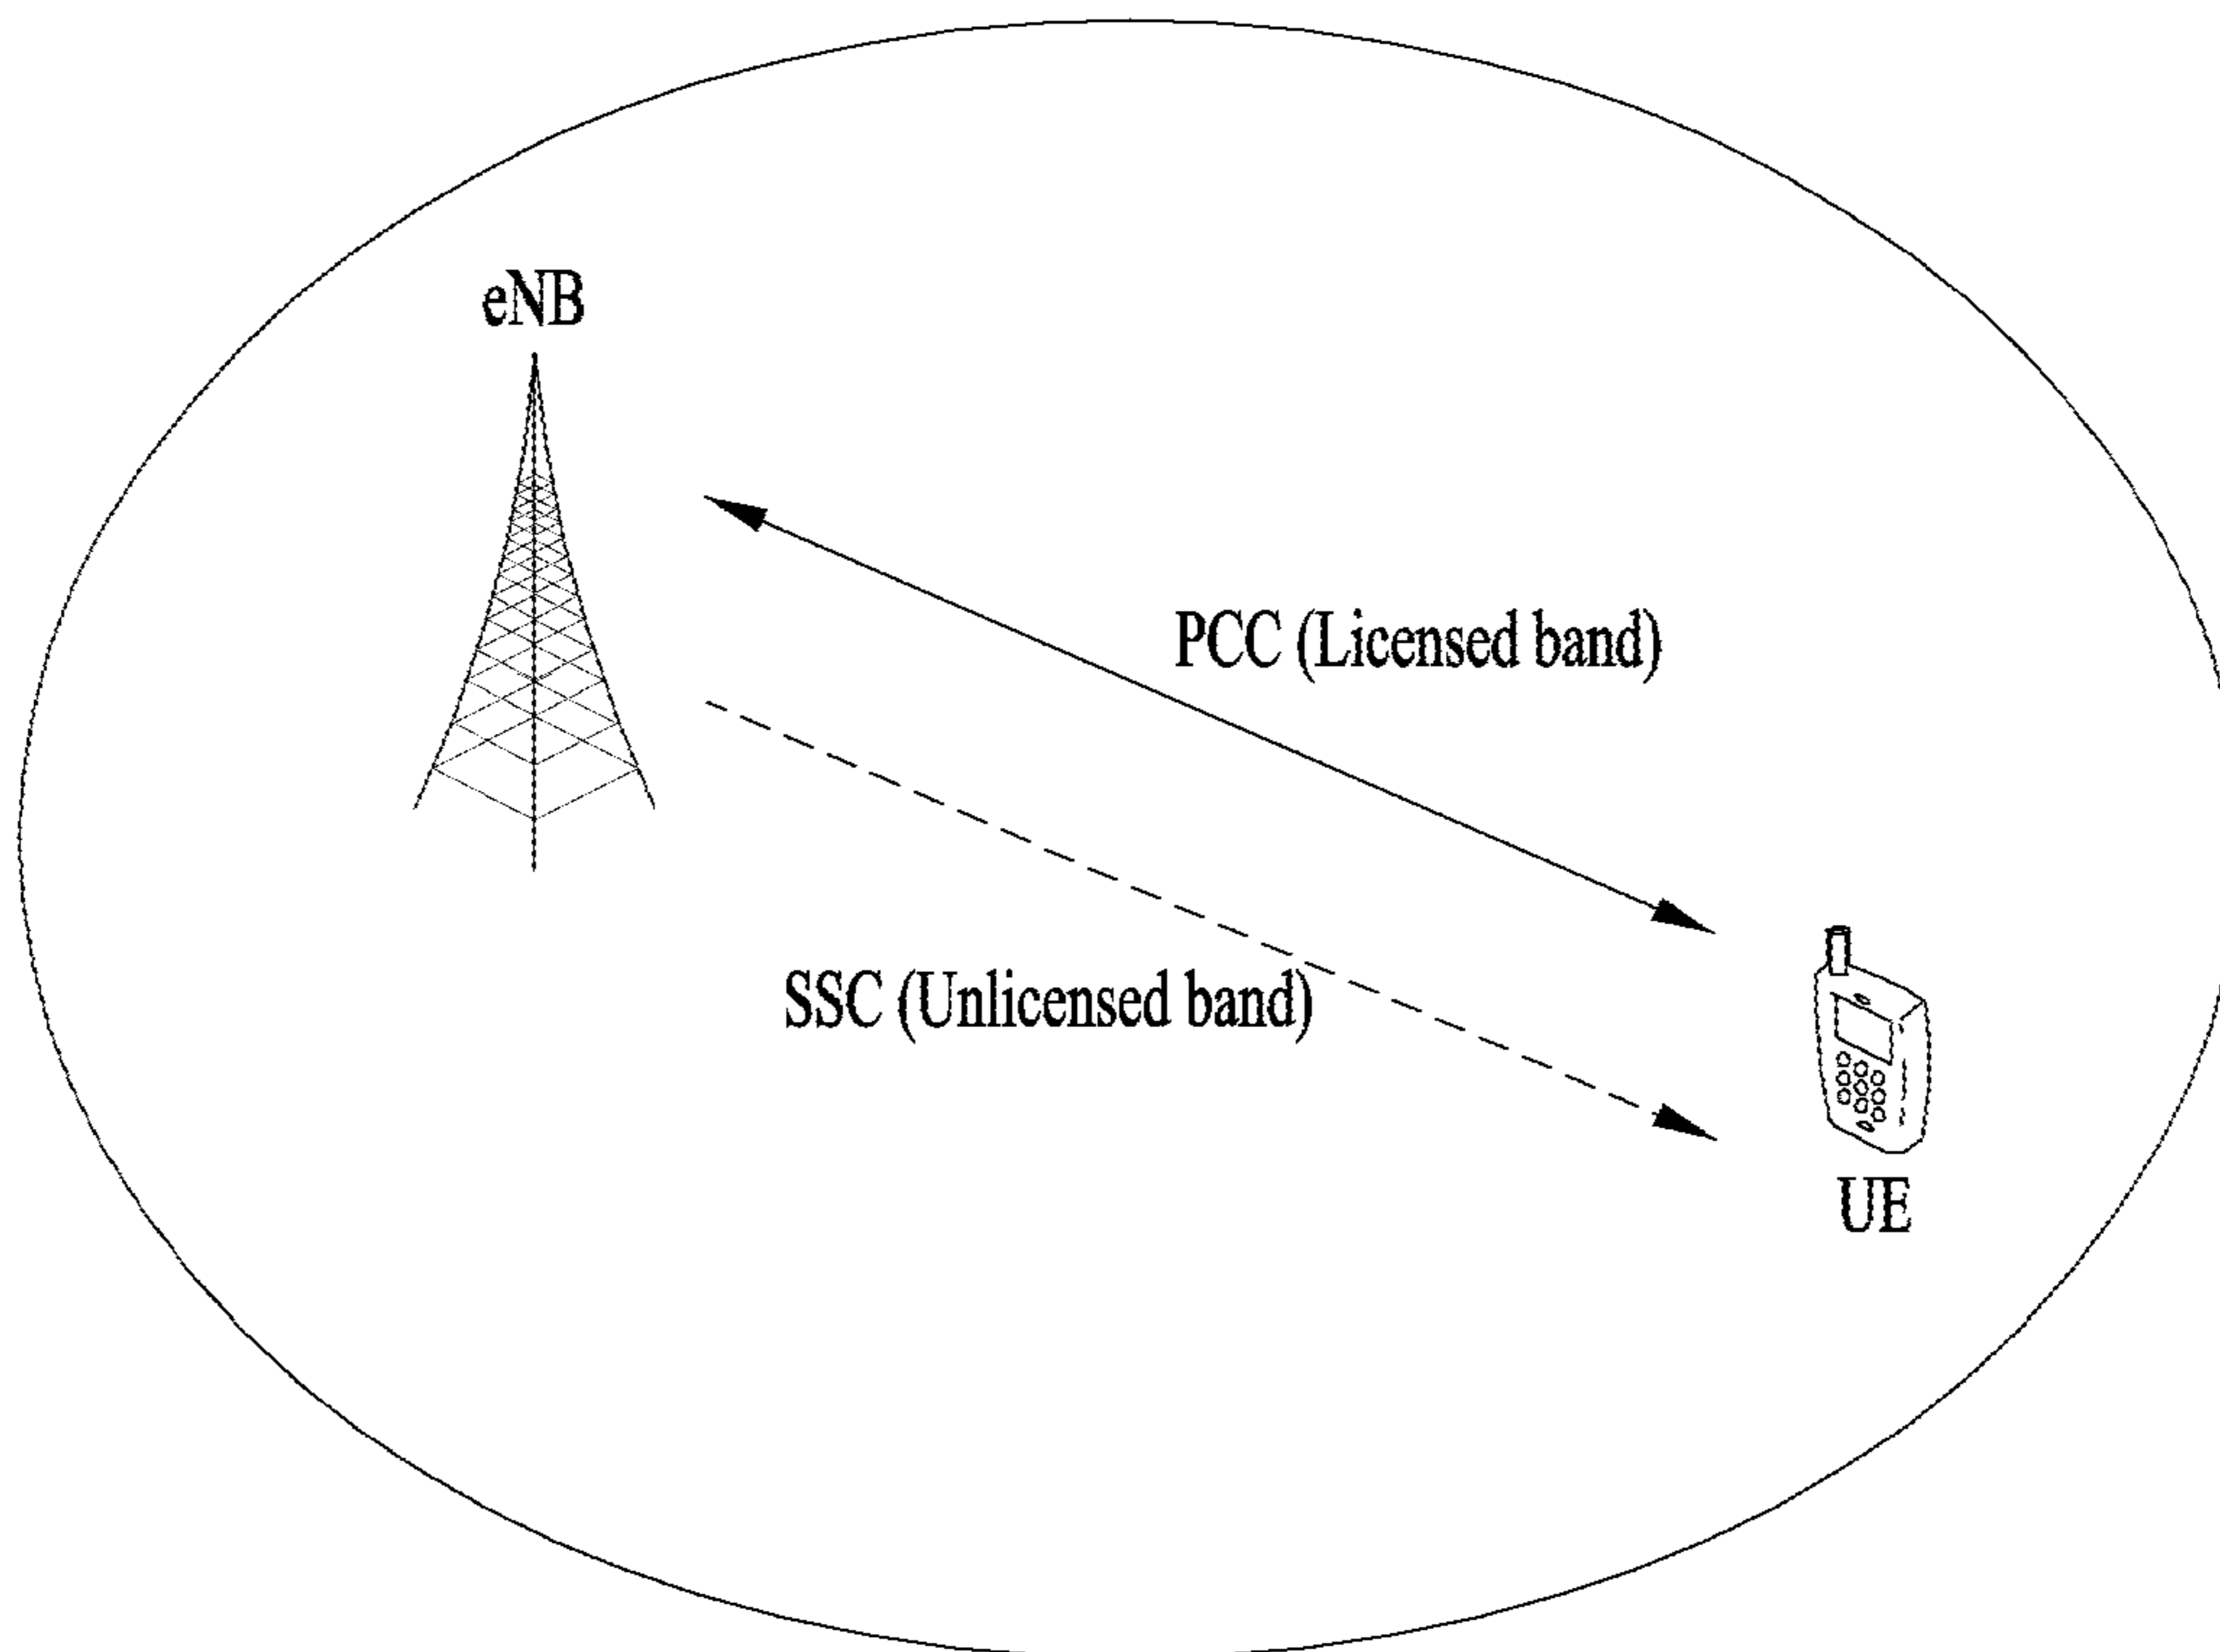 eNB
PCC (Licensed band)
SSC (Unlicensed band)
UE